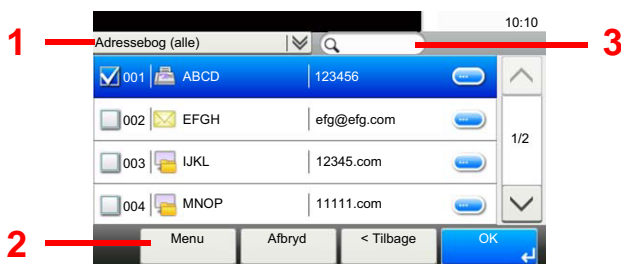 10:10
1 Adressebog (alle) 3
001 ABCD 123456
002 EFGH efg@efg.com
1/2
003 IJKL 12345.com
004 MNOP 11111.com
2 Menu Afbryd < Tilbage OK